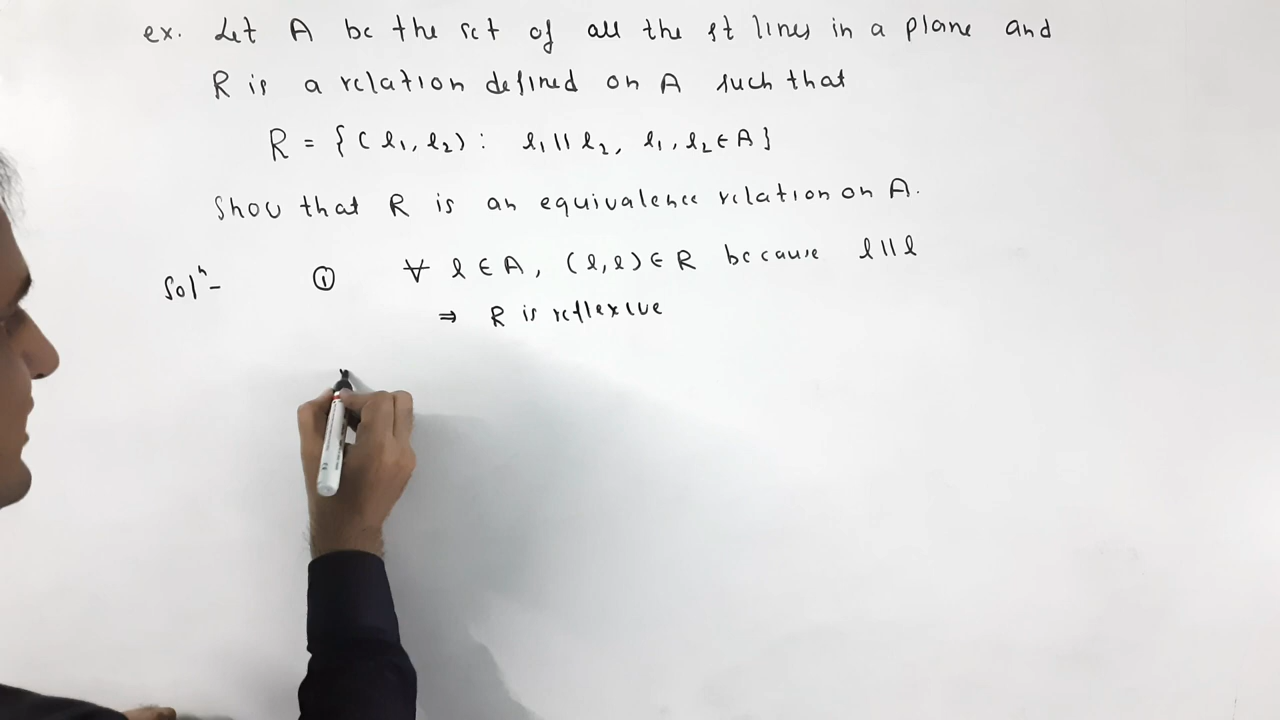 ex. Let A be the set of all the st lines in a plane and
R is a relation defined on A such that
R = { ( l₁, l₂ ) : l₁ || l₂, l₁, l₂ ∈ A }
Show that R is an equivalence relation on A.
Solⁿ- ① ∀ l ∈ A, (l, l) ∈ R because l || l
⇒ R is reflexive